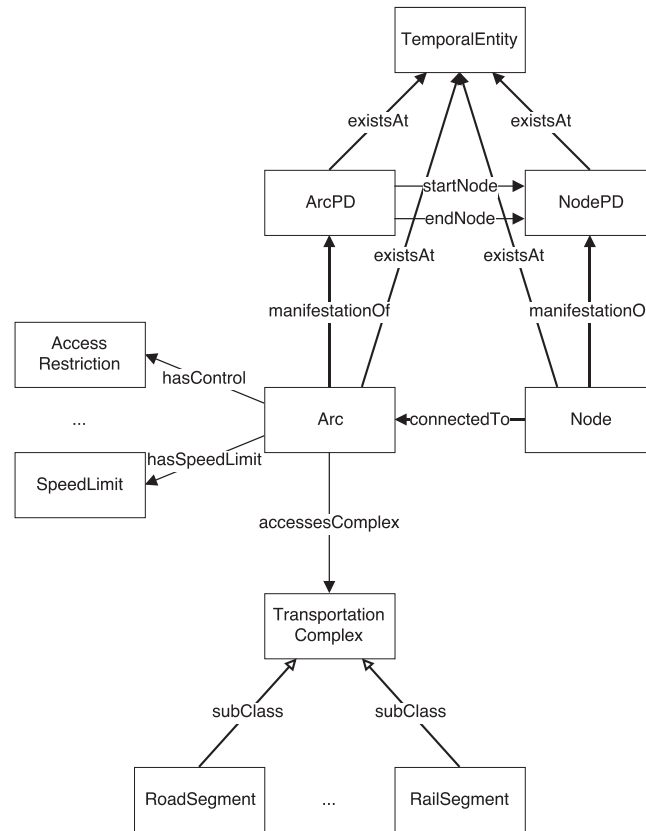 TemporalEntity
existsAt
existsAt
ArcPD
startNode
endNode
NodePD
existsAt
existsAt
manifestationOf
manifestationO
Access
Restriction
hasControl
...
Arc
connectedTo
Node
hasSpeedLimit
SpeedLimit
accessesComplex
Transportation
Complex
subClass
subClass
RoadSegment
...
RailSegment